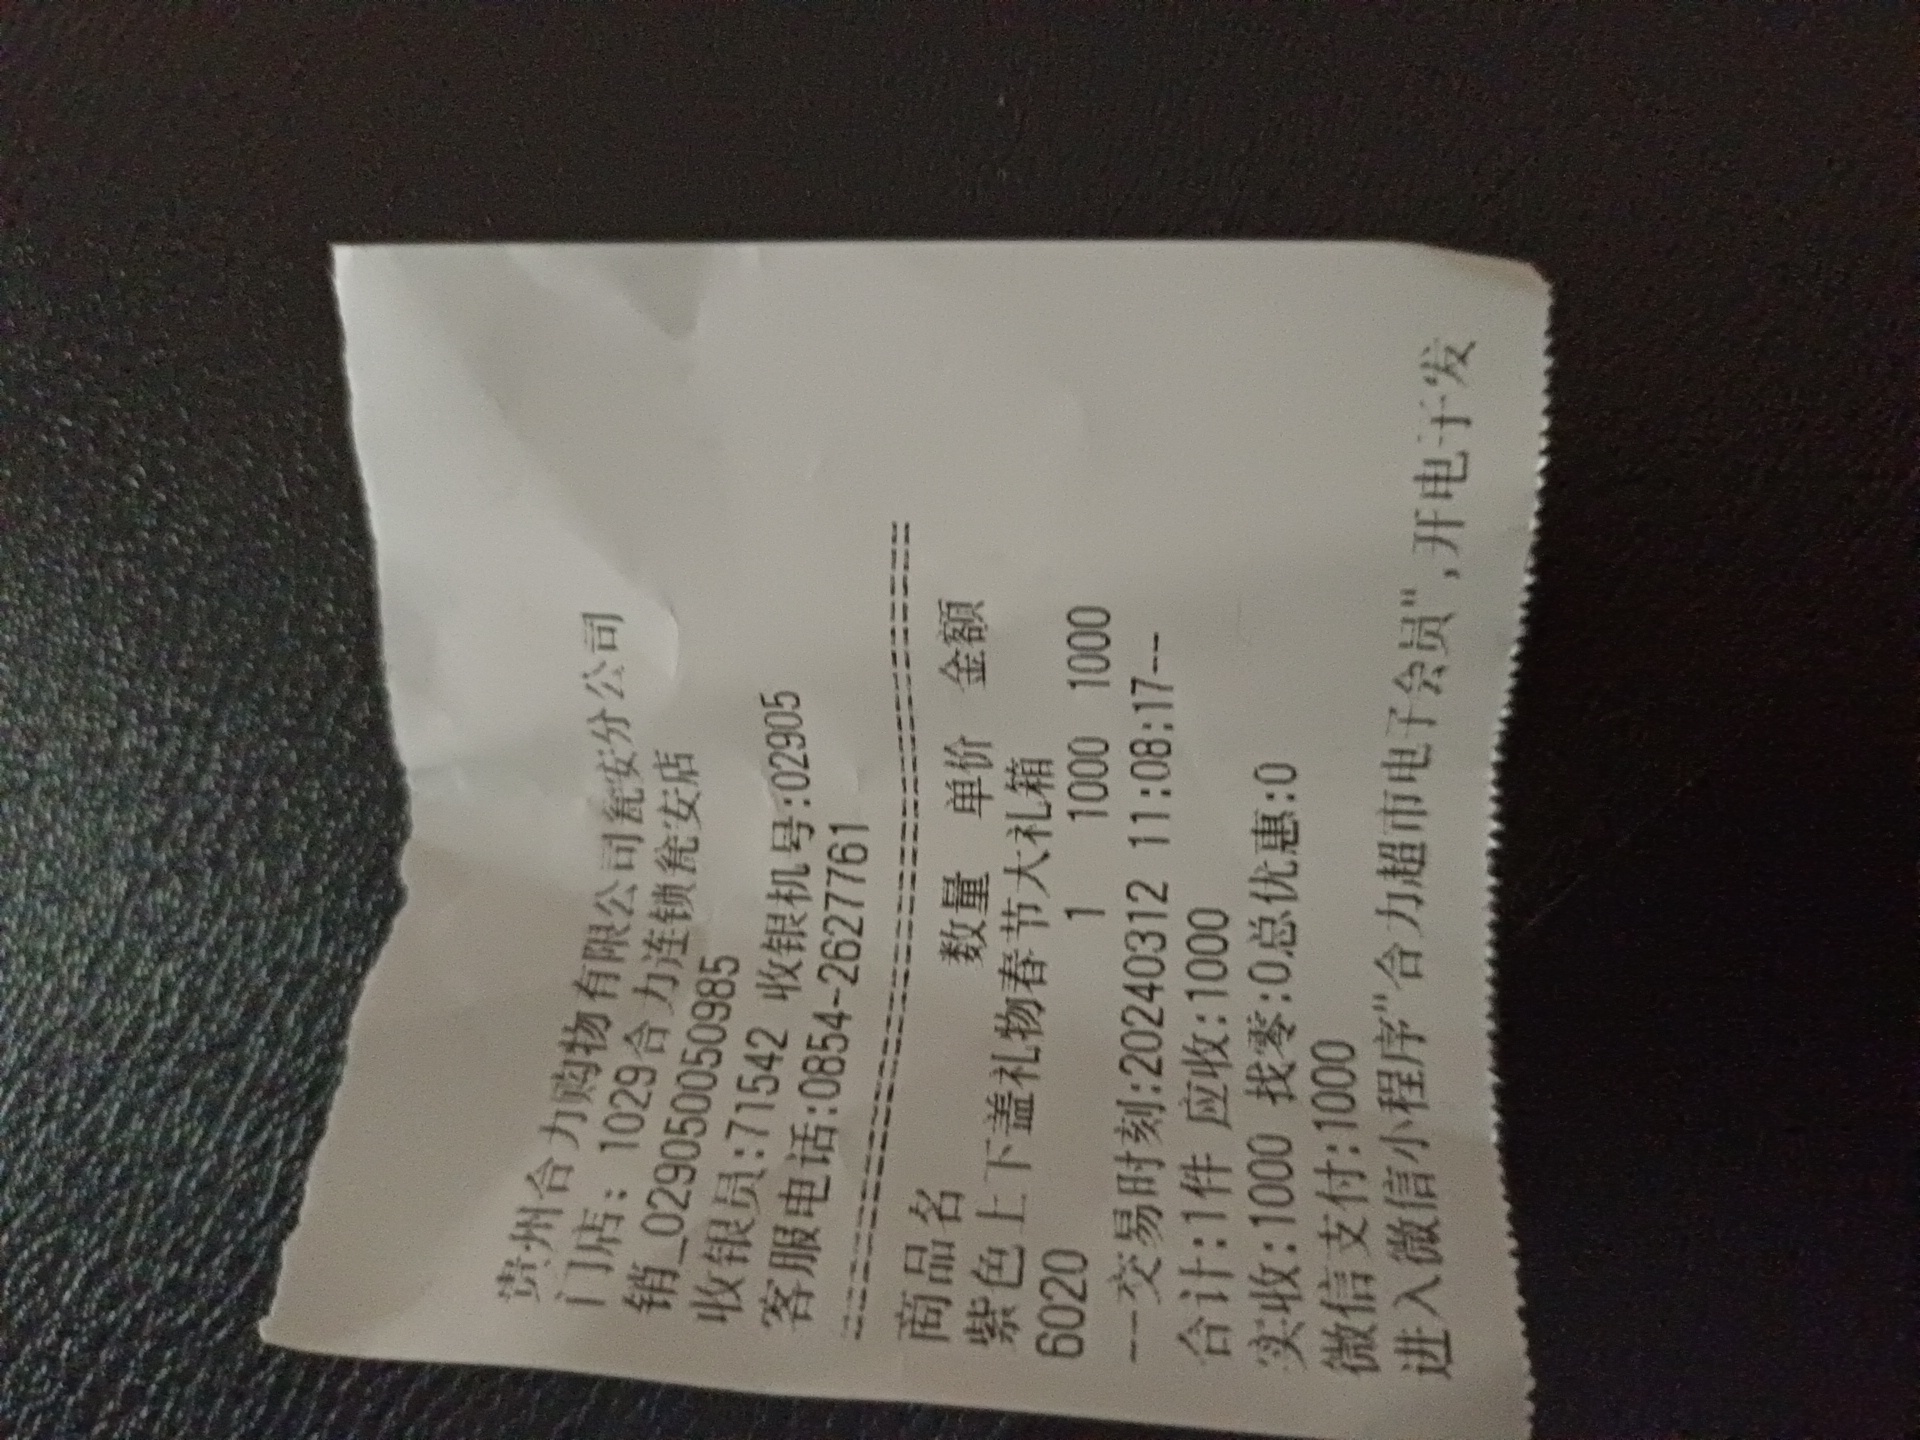 贵州合力购物有限公司瓮安分公司
门店: 1029合力连锁瓮安店
销_029050050985
收银员:71542 收银机号:02905
客服电话:0854-2627761
================================
商品名 数量 单价 金额
紫色上下盖礼物春节大礼箱
6020 1 1000 1000
---交易时刻:20240312 11:08:17--
合计:1件 应收:1000
实收:1000 找零:0总优惠:0
微信支付:1000
进入微信小程序"合力超市电子会员",开电子发